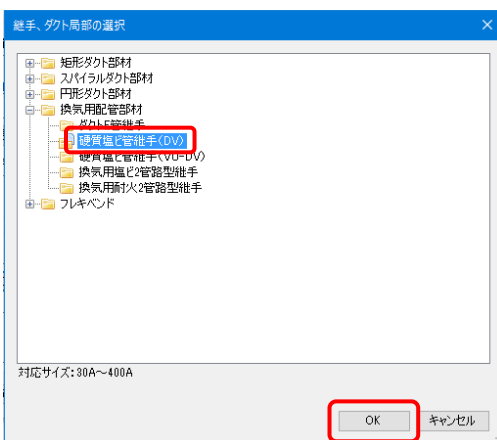 継手、ダクト局部の選択
矩形ダクト部材
スパイラルダクト部材
円形ダクト部材
換気用配管部材
ダクトE管継手
硬質塩ビ管継手(DV)
硬質塩ビ管継手(VU-DV)
換気用塩ビ2管路型継手
換気用耐火2管路型継手
フレキベンド
対応サイズ:30A～400A
OK
キャンセル